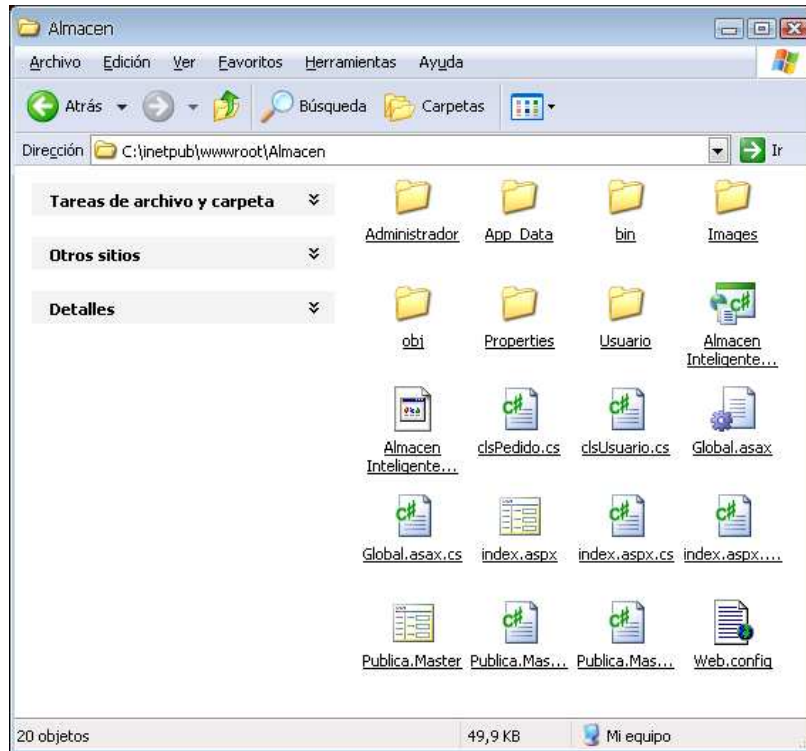 Almacen
Archivo Edición Ver Favoritos Herramientas Ayuda
Atrás Búsqueda Carpetas
Dirección C:\inetpub\wwwroot\Almacen Ir
Tareas de archivo y carpeta
Otros sitios
Detalles
Administrador App_Data bin Images
obj Properties Usuario Almacen
Inteligente...
Almacen clsPedido.cs clsUsuario.cs Global.asax
Inteligente...
Global.asax.cs index.aspx index.aspx.cs index.aspx....
Publica.Master Publica.Mas... Publica.Mas... Web.config
20 objetos 49,9 KB Mi equipo